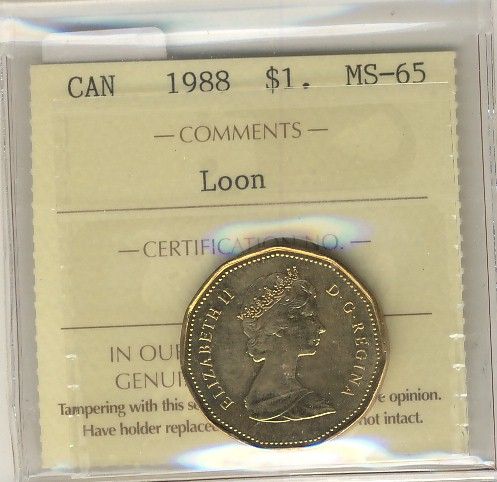 CAN 1988 $1. MS-65
— COMMENTS —
Loon
— CERTIFICATION NO. —
IN OUR
GENUI
Tampering with this se e opinion.
Have holder replace not intact.
ELIZABETH II D·G·REGINA